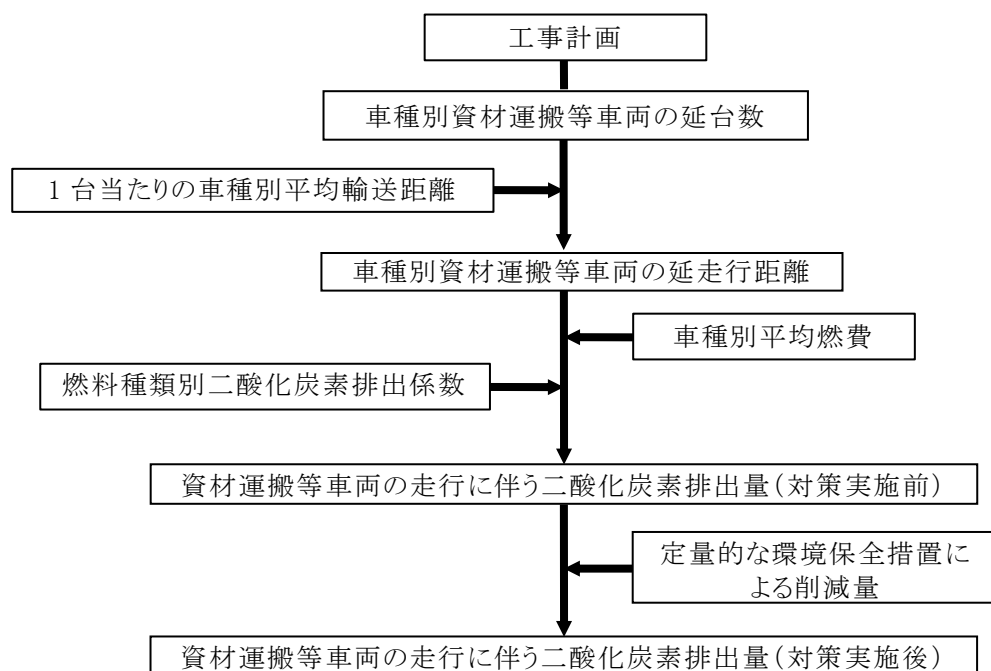 工事計画
車種別資材運搬等車両の延台数
1 台当たりの車種別平均輸送距離
車種別資材運搬等車両の延走行距離
車種別平均燃費
燃料種類別二酸化炭素排出係数
資材運搬等車両の走行に伴う二酸化炭素排出量(対策実施前)
定量的な環境保全措置に
よる削減量
資材運搬等車両の走行に伴う二酸化炭素排出量(対策実施後)